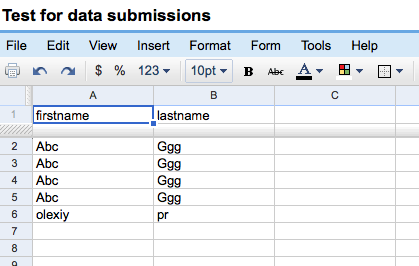 Test for data submissions
File Edit View Insert Format Form Tools Help
$ % 123 10pt B Abc A
A B C
1 firstname lastname
2 Abc Ggg
3 Abc Ggg
4 Abc Ggg
5 Abc Ggg
6 olexiy pr
7
8
9